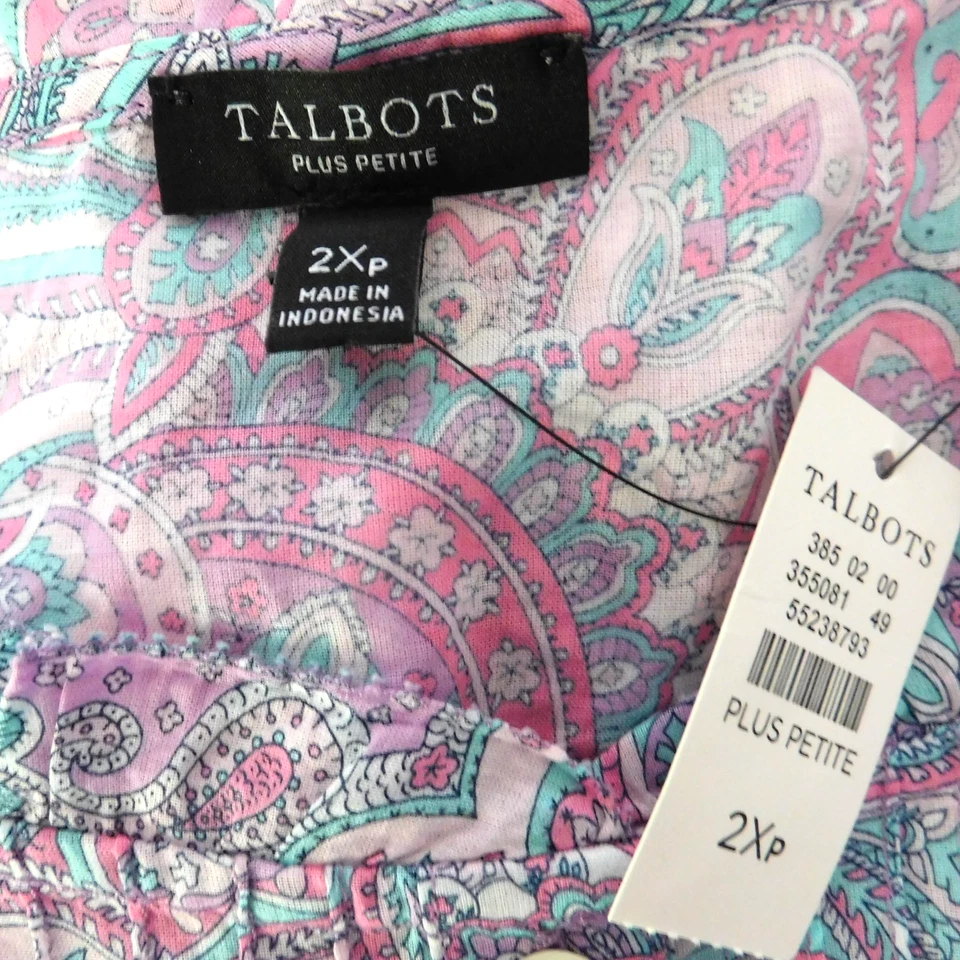 TALBOTS
PLUS PETITE
2XP
MADE IN
INDONESIA
TALBOTS
385 02 00
355081 49
55238793
PLUS PETITE
2XP